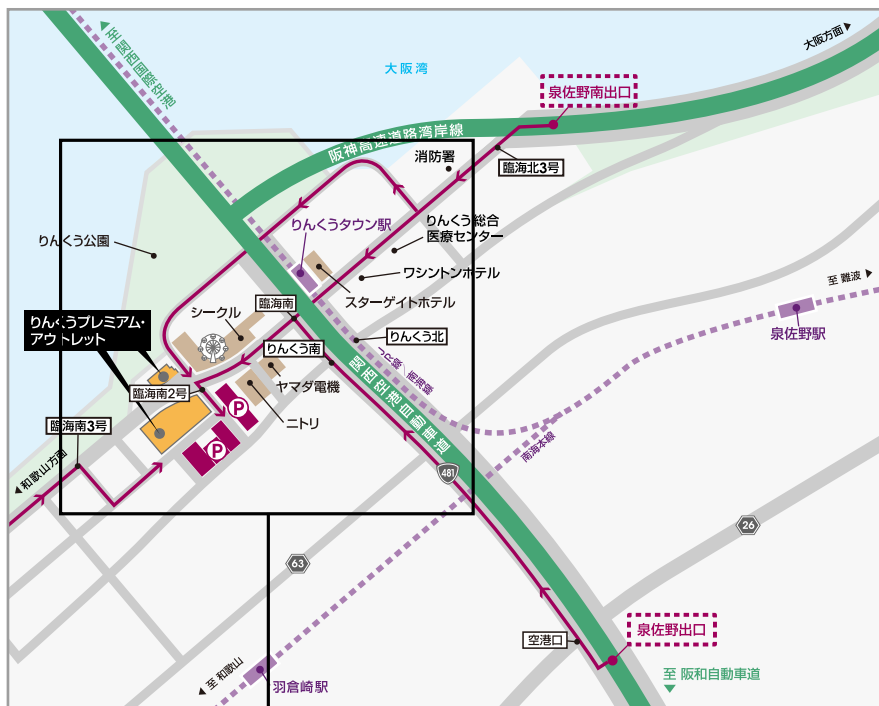 至 関西国際空港
大阪湾
大阪方面
泉佐野南出口
阪神高速道路湾岸線
消防署
臨海北3号
りんくうタウン駅
りんくう総合
医療センター
りんくう公園
ワシントンホテル
スターゲイトホテル
至 難波
臨海南
シークル
りんくうプレミアム・
アウトレット
りんくう北
泉佐野駅
りんくう南
JR線/南海線
ヤマダ電機
関西空港自動車道
臨海南2号
ニトリ
P
臨海南3号
P
南海本線
和歌山方面
481
26
63
泉佐野出口
空港口
至 阪和自動車道
至 和歌山
羽倉崎駅